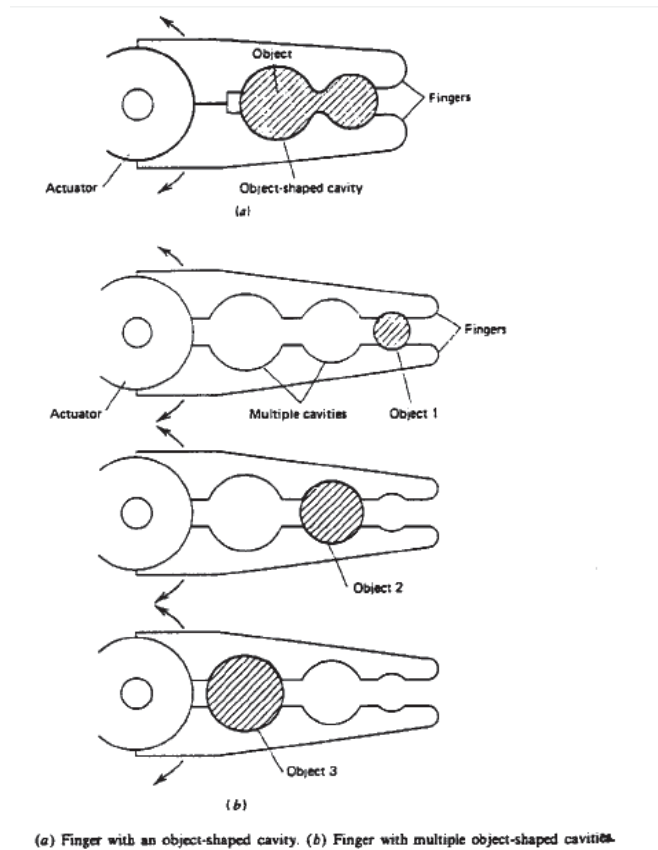 Object
Fingers
Actuator
Object-shaped cavity
(a)
Fingers
Actuator
Multiple cavities
Object 1
Object 2
Object 3
(b)
(a) Finger with an object-shaped cavity. (b) Finger with multiple object-shaped cavities.